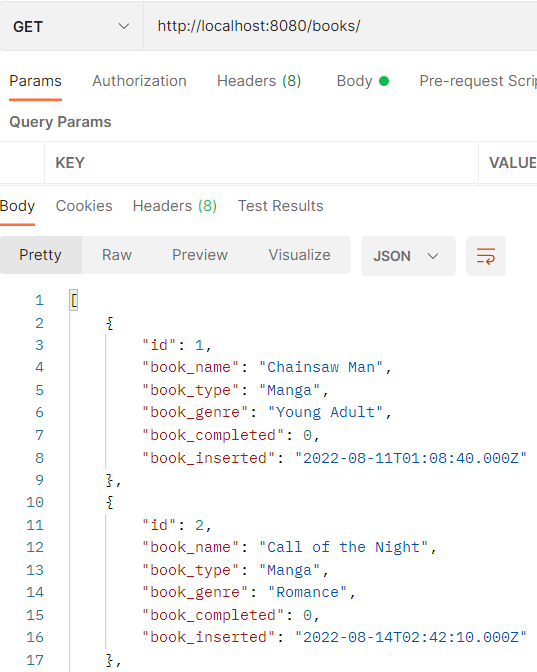 GET http://localhost:8080/books/
Params Authorization Headers (8) Body Pre-request Scri
Query Params
KEY VALUE
Body Cookies Headers (8) Test Results
Pretty Raw Preview Visualize JSON
1 [
2 {
3 "id": 1,
4 "book_name": "Chainsaw Man",
5 "book_type": "Manga",
6 "book_genre": "Young Adult",
7 "book_completed": 0,
8 "book_inserted": "2022-08-11T01:08:40.000Z"
9 },
10 {
11 "id": 2,
12 "book_name": "Call of the Night",
13 "book_type": "Manga",
14 "book_genre": "Romance",
15 "book_completed": 0,
16 "book_inserted": "2022-08-14T02:42:10.000Z"
17 },